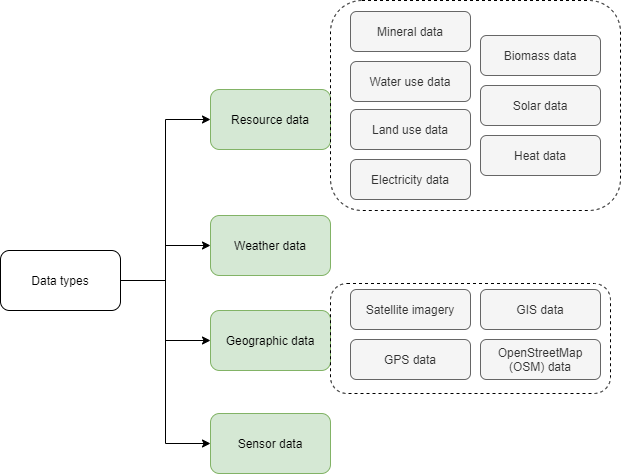 Data types
Resource data
Mineral data
Water use data
Land use data
Electricity data
Biomass data
Solar data
Heat data
Weather data
Geographic data
Satellite imagery
GIS data
GPS data
OpenStreetMap
(OSM) data
Sensor data